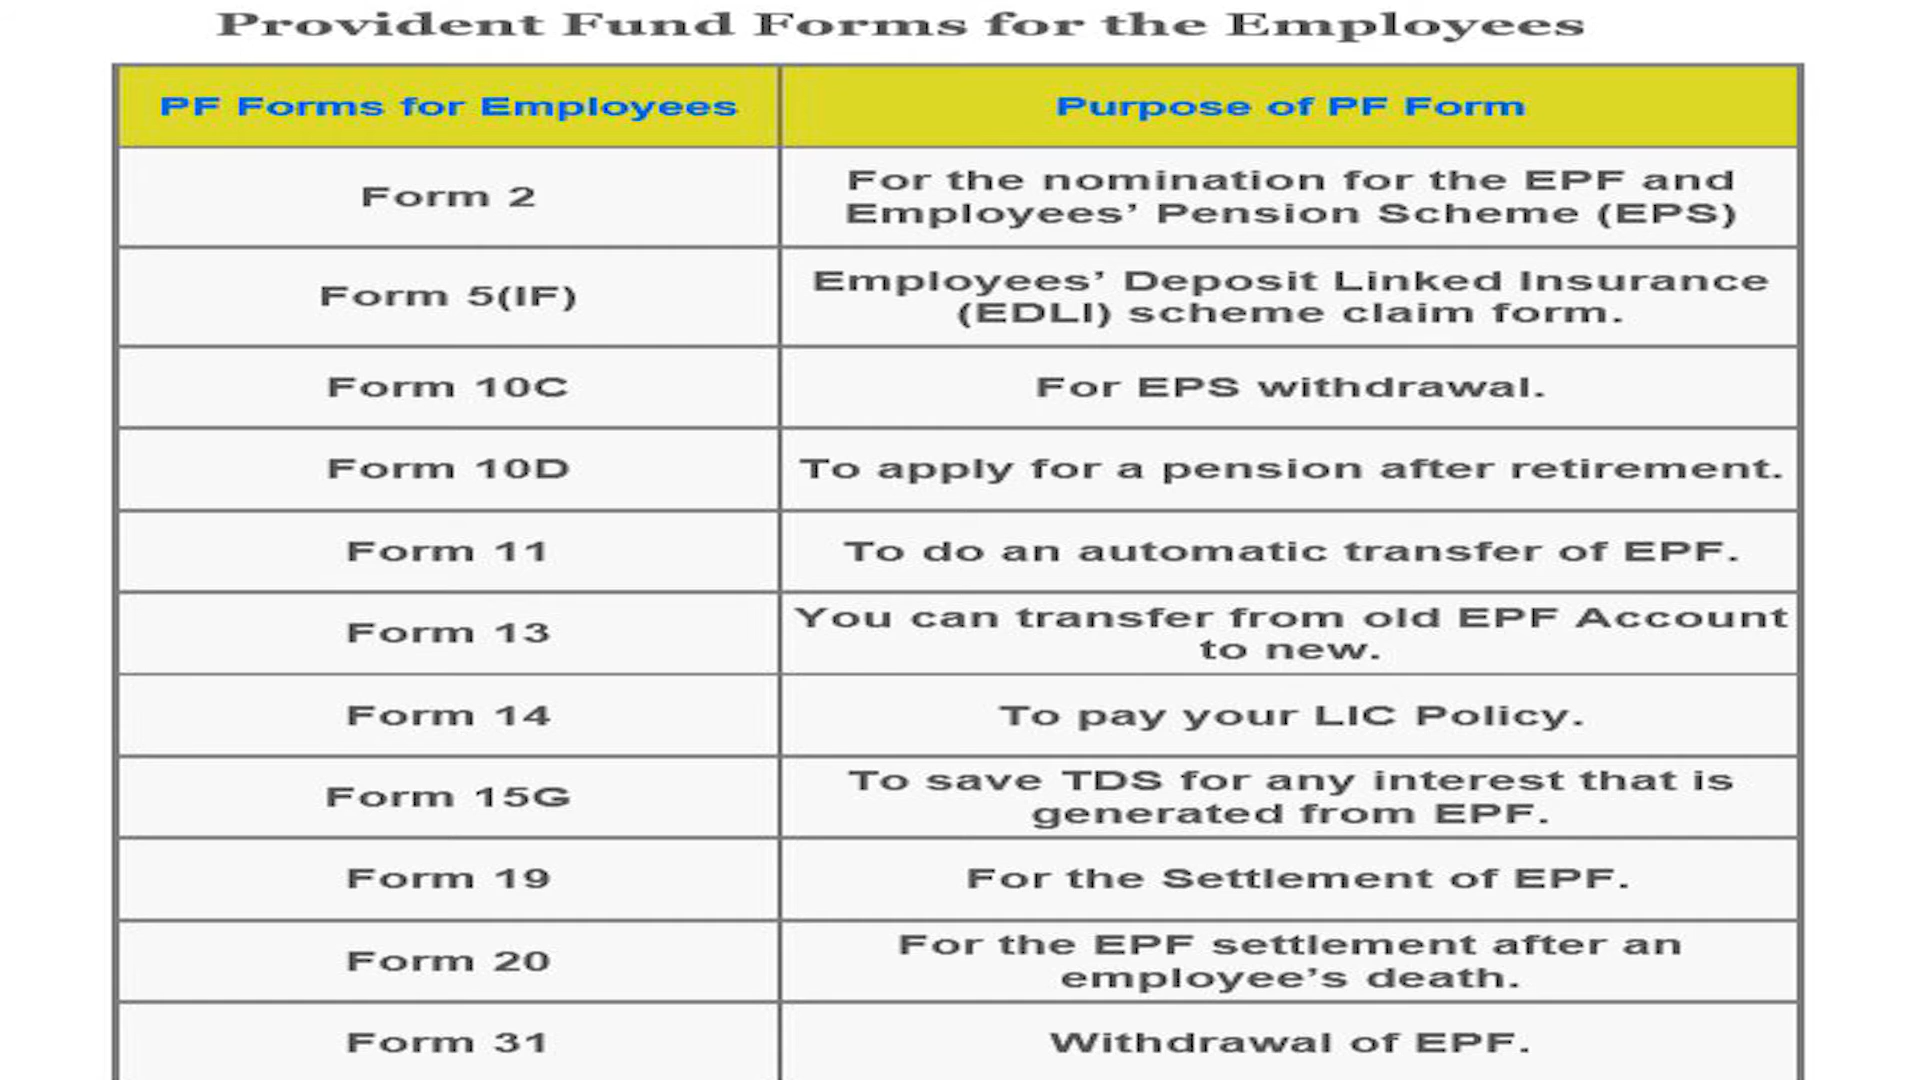 Provident Fund Forms for the Employees
PF Forms for Employees
Purpose of PF Form
Form 2
For the nomination for the EPF and
Employees’ Pension Scheme (EPS)
Form 5(IF)
Employees’ Deposit Linked Insurance
(EDLI) scheme claim form.
Form 10C
For EPS withdrawal.
Form 10D
To apply for a pension after retirement.
Form 11
To do an automatic transfer of EPF.
Form 13
You can transfer from old EPF Account
to new.
Form 14
To pay your LIC Policy.
Form 15G
To save TDS for any interest that is
generated from EPF.
Form 19
For the Settlement of EPF.
Form 20
For the EPF settlement after an
employee’s death.
Form 31
Withdrawal of EPF.